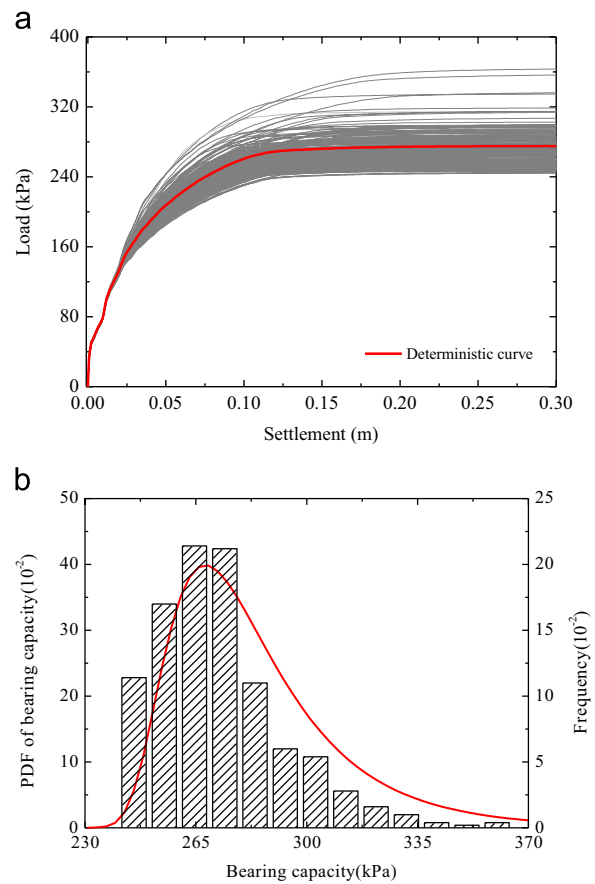 a
400
320
240
160
80
0
Load (kPa)
Deterministic curve
0.00 0.05 0.10 0.15 0.20 0.25 0.30
Settlement (m)
b
50
40
30
20
10
0
PDF of bearing capacity(10⁻²)
25
20
15
10
5
0
Frequency(10⁻²)
230 265 300 335 370
Bearing capacity(kPa)